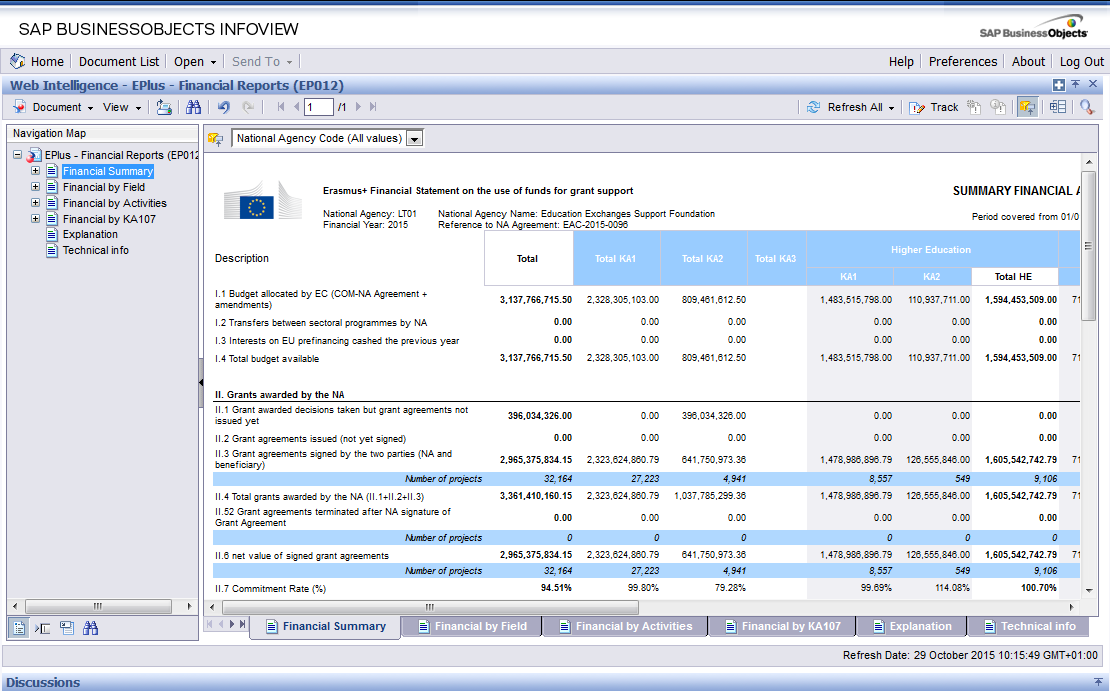 SAP BUSINESSOBJECTS INFOVIEW
SAP BusinessObjects
Home Document List Open Send To Help Preferences About Log Out
Web Intelligence - EPlus - Financial Reports (EP012)
Document View 1 /1 Refresh All Track
Navigation Map
National Agency Code (All values)
EPlus - Financial Reports (EP012
Financial Summary
Financial by Field
Financial by Activities
Financial by KA107
Explanation
Technical info
Erasmus+ Financial Statement on the use of funds for grant support
SUMMARY FINANCIAL
National Agency: LT01 National Agency Name: Education Exchanges Support Foundation
Period covered from 01/0
Financial Year: 2015 Reference to NA Agreement: EAC-2015-0096
Description Total Total KA1 Total KA2 Total KA3 Higher Education
KA1 KA2 Total HE
I.1 Budget allocated by EC (COM-NA Agreement +
amendments) 3,137,766,715.50 2,328,305,103.00 809,461,612.50 1,483,515,798.00 110,937,711.00 1,594,453,509.00 71
I.2 Transfers between sectoral programmes by NA 0.00 0.00 0.00 0.00 0.00 0.00
I.3 Interests on EU prefinancing cashed the previous year 0.00 0.00 0.00 0.00 0.00 0.00
I.4 Total budget available 3,137,766,715.50 2,328,305,103.00 809,461,612.50 1,483,515,798.00 110,937,711.00 1,594,453,509.00 71
II. Grants awarded by the NA
II.1 Grant awarded decisions taken but grant agreements not
issued yet 396,034,326.00 0.00 396,034,326.00 0.00 0.00 0.00
II.2 Grant agreements issued (not yet signed) 0.00 0.00 0.00 0.00 0.00 0.00
II.3 Grant agreements signed by the two parties (NA and
beneficiary) 2,965,375,834.15 2,323,624,860.79 641,750,973.36 1,478,986,896.79 126,555,846.00 1,605,542,742.79 71
Number of projects 32,164 27,223 4,941 8,557 549 9,106
II.4 Total grants awarded by the NA (II.1+II.2+II.3) 3,361,410,160.15 2,323,624,860.79 1,037,785,299.36 1,478,986,896.79 126,555,846.00 1,605,542,742.79 71
II.52 Grant agreements terminated after NA signature of
Grant Agreement 0.00 0.00 0.00 0.00 0.00 0.00
Number of projects 0 0 0 0 0 0
II.6 net value of signed grant agreements 2,965,375,834.15 2,323,624,860.79 641,750,973.36 1,478,986,896.79 126,555,846.00 1,605,542,742.79 71
Number of projects 32,164 27,223 4,941 8,557 549 9,106
II.7 Commitment Rate (%) 94.51% 99.80% 79.28% 99.69% 114.08% 100.70%
Financial Summary Financial by Field Financial by Activities Financial by KA107 Explanation Technical info
Refresh Date: 29 October 2015 10:15:49 GMT+01:00
Discussions